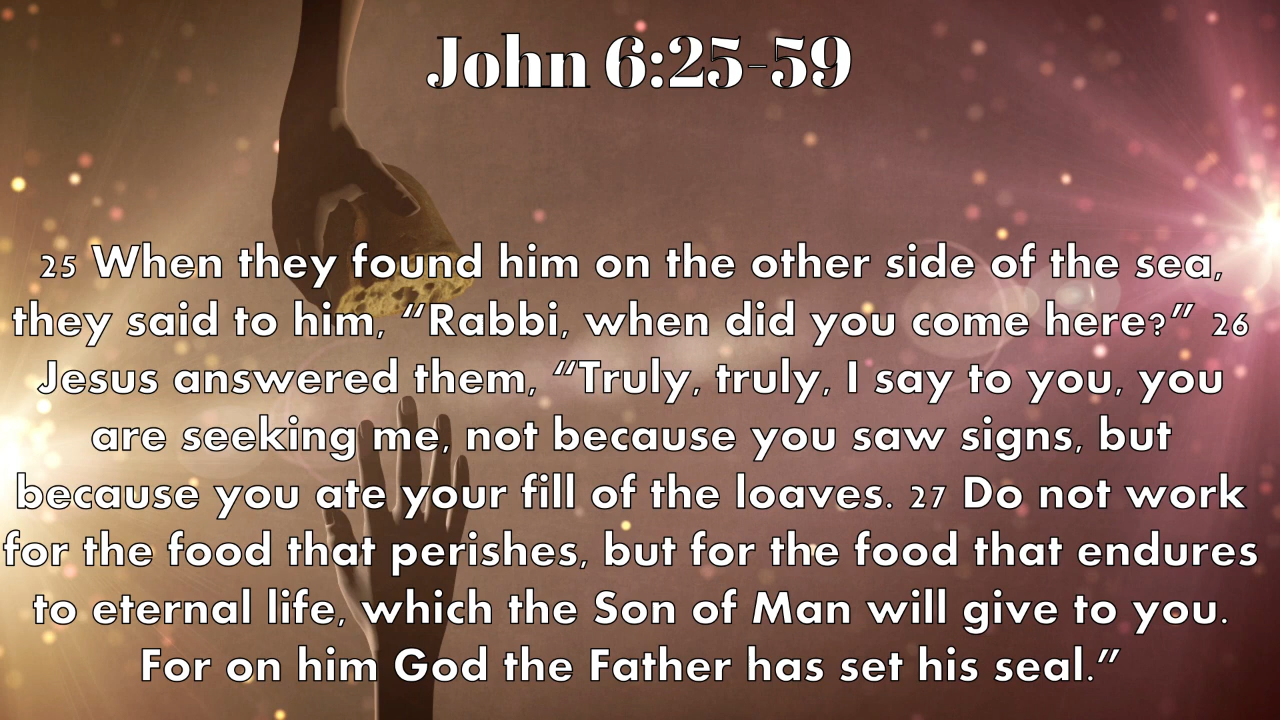 John 6:25-59
25 When they found him on the other side of the sea,
they said to him, “Rabbi, when did you come here?” 26
Jesus answered them, “Truly, truly, I say to you, you
are seeking me, not because you saw signs, but
because you ate your fill of the loaves. 27 Do not work
for the food that perishes, but for the food that endures
to eternal life, which the Son of Man will give to you.
For on him God the Father has set his seal.”